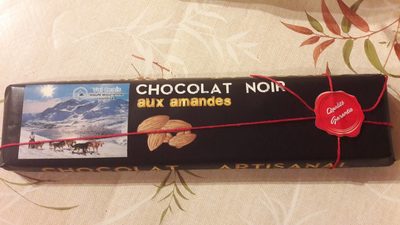 CHOCOLAT NOIR
aux amandes
Qualité
Garantie
CHOCOLAT ARTISANAL